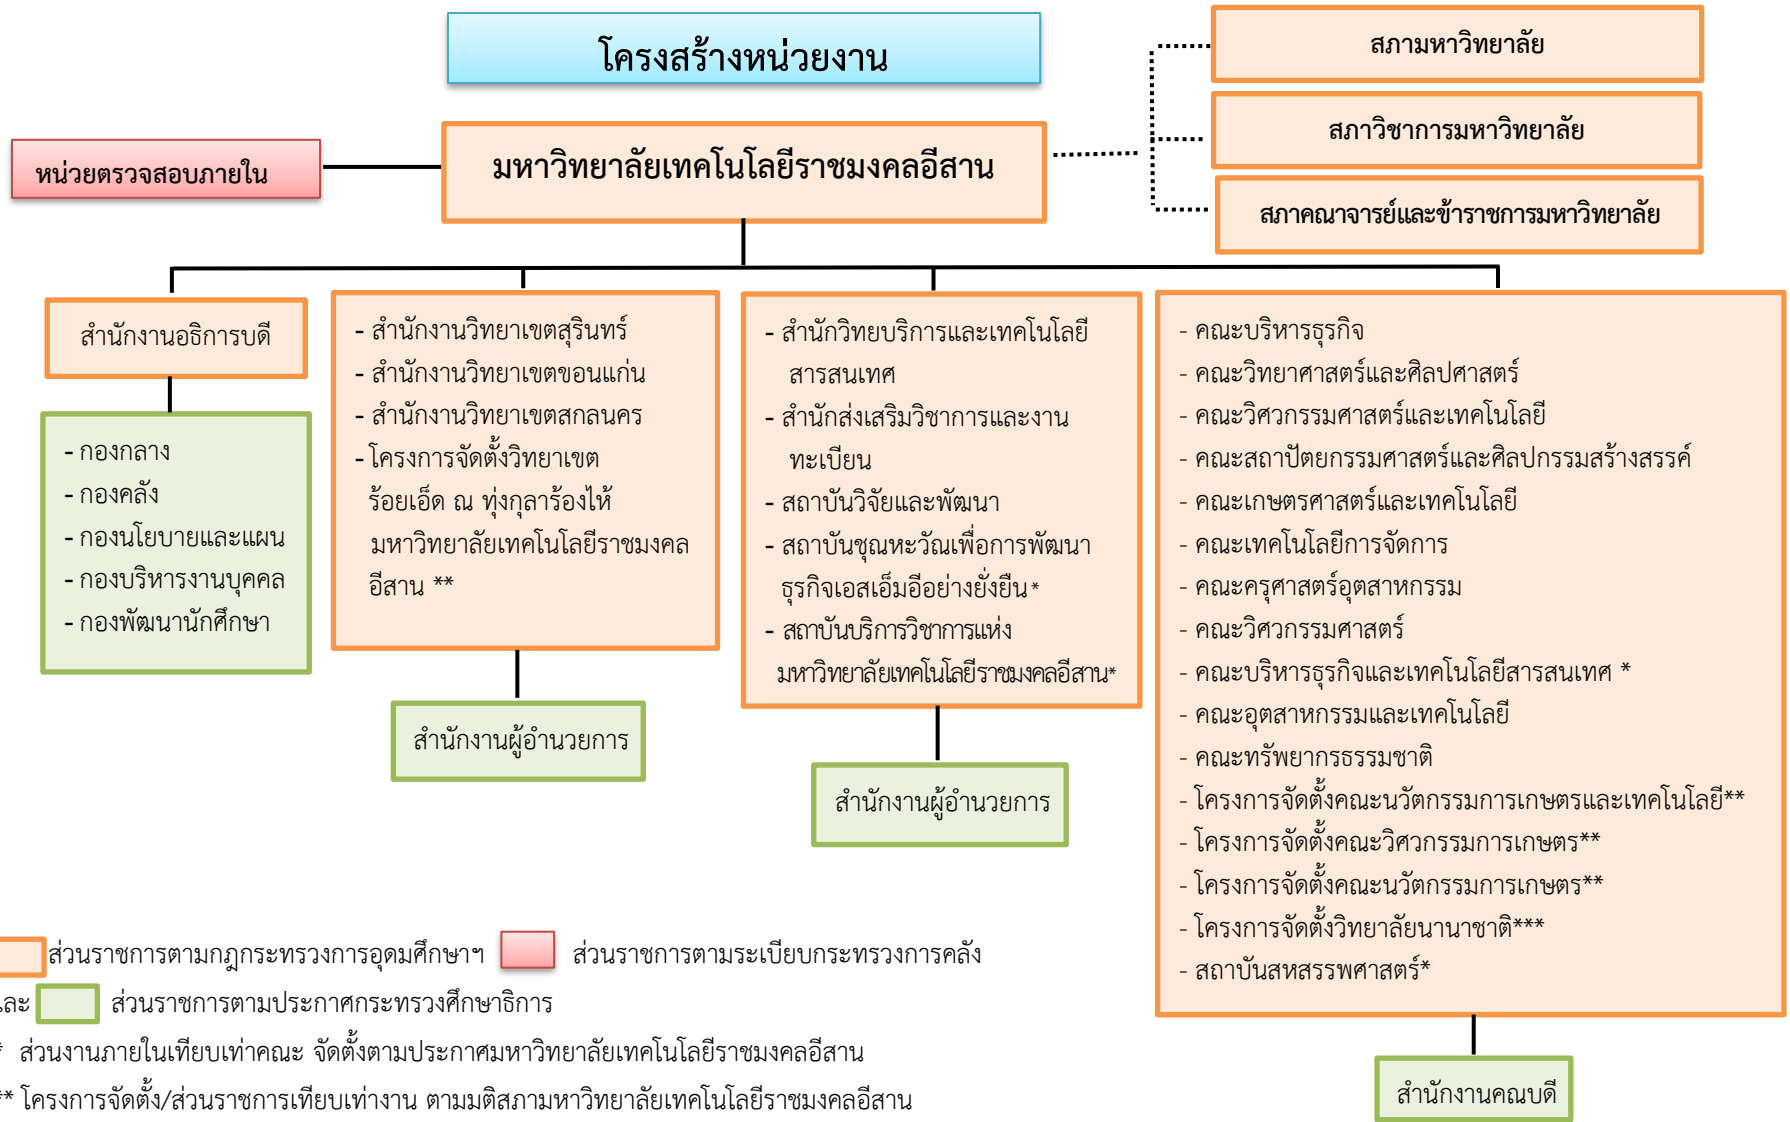 โครงสร้างหน่วยงาน
สภามหาวิทยาลัย
สภาวิชาการมหาวิทยาลัย
สภาคณาจารย์และข้าราชการมหาวิทยาลัย
หน่วยตรวจสอบภายใน
มหาวิทยาลัยเทคโนโลยีราชมงคลอีสาน
สำนักงานอธิการบดี
- กองกลาง
- กองคลัง
- กองนโยบายและแผน
- กองบริหารงานบุคคล
- กองพัฒนานักศึกษา
- สำนักงานวิทยาเขตสุรินทร์
- สำนักงานวิทยาเขตขอนแก่น
- สำนักงานวิทยาเขตสกลนคร
- โครงการจัดตั้งวิทยาเขต
ร้อยเอ็ด ณ ทุ่งกุลาร้องไห้
มหาวิทยาลัยเทคโนโลยีราชมงคล
อีสาน **
สำนักงานผู้อำนวยการ
- สำนักวิทยบริการและเทคโนโลยี
สารสนเทศ
- สำนักส่งเสริมวิชาการและงาน
ทะเบียน
- สถาบันวิจัยและพัฒนา
- สถาบันชุณหะวัณเพื่อการพัฒนา
ธุรกิจเอสเอ็มอีอย่างยั่งยืน*
- สถาบันบริการวิชาการแห่ง
มหาวิทยาลัยเทคโนโลยีราชมงคลอีสาน*
สำนักงานผู้อำนวยการ
- คณะบริหารธุรกิจ
- คณะวิทยาศาสตร์และศิลปศาสตร์
- คณะวิศวกรรมศาสตร์และเทคโนโลยี
- คณะสถาปัตยกรรมศาสตร์และศิลปกรรมสร้างสรรค์
- คณะเกษตรศาสตร์และเทคโนโลยี
- คณะเทคโนโลยีการจัดการ
- คณะครุศาสตร์อุตสาหกรรม
- คณะวิศวกรรมศาสตร์
- คณะบริหารธุรกิจและเทคโนโลยีสารสนเทศ *
- คณะอุตสาหกรรมและเทคโนโลยี
- คณะทรัพยากรธรรมชาติ
- โครงการจัดตั้งคณะนวัตกรรมการเกษตรและเทคโนโลยี**
- โครงการจัดตั้งคณะวิศวกรรมการเกษตร**
- โครงการจัดตั้งคณะนวัตกรรมการเกษตร**
- โครงการจัดตั้งวิทยาลัยนานาชาติ***
- สถาบันสหสรรพศาสตร์*
สำนักงานคณบดี
ส่วนราชการตามกฎกระทรวงการอุดมศึกษาฯ ส่วนราชการตามระเบียบกระทรวงการคลัง
และ ส่วนราชการตามประกาศกระทรวงศึกษาธิการ
* ส่วนงานภายในเทียบเท่าคณะ จัดตั้งตามประกาศมหาวิทยาลัยเทคโนโลยีราชมงคลอีสาน
** โครงการจัดตั้ง/ส่วนราชการเทียบเท่างาน ตามมติสภามหาวิทยาลัยเทคโนโลยีราชมงคลอีสาน